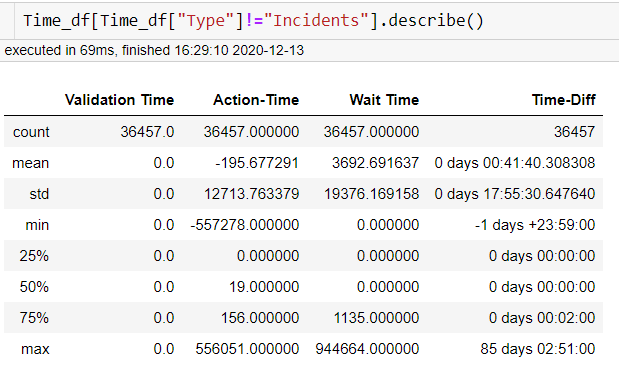 Time_df[Time_df["Type"]!="Incidents"].describe()
executed in 69ms, finished 16:29:10 2020-12-13
Validation Time Action-Time Wait Time Time-Diff
count 36457.0 36457.000000 36457.000000 36457
mean 0.0 -195.677291 3692.691637 0 days 00:41:40.308308
std 0.0 12713.763379 19376.169158 0 days 17:55:30.647640
min 0.0 -557278.000000 0.000000 -1 days +23:59:00
25% 0.0 0.000000 0.000000 0 days 00:00:00
50% 0.0 19.000000 0.000000 0 days 00:00:00
75% 0.0 156.000000 1135.000000 0 days 00:02:00
max 0.0 556051.000000 944664.000000 85 days 02:51:00